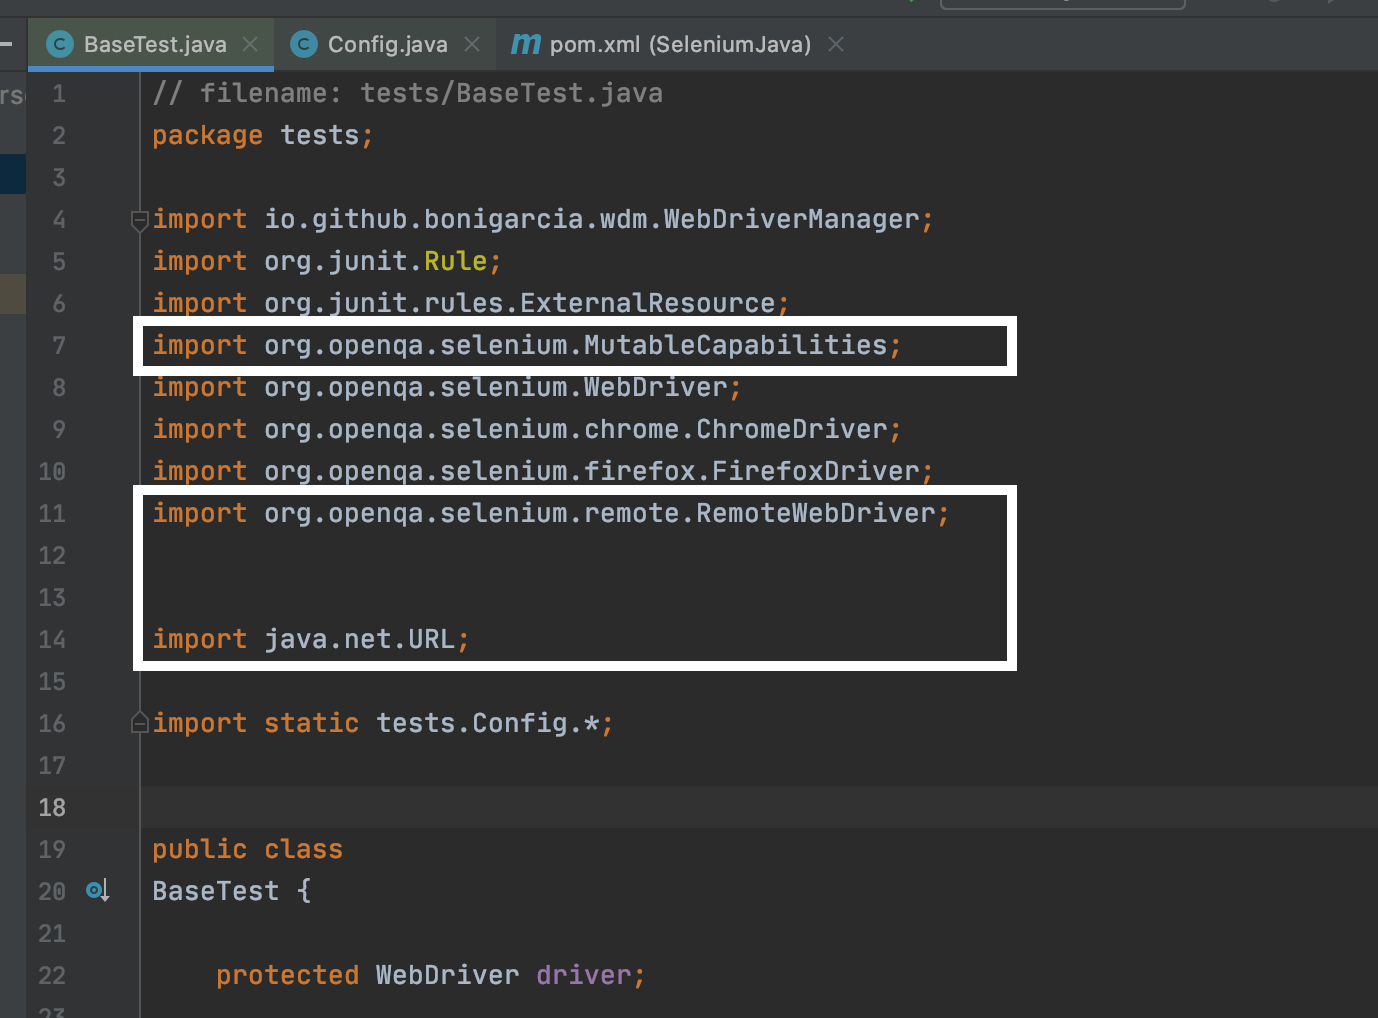 BaseTest.java Config.java m pom.xml (SeleniumJava)
1 // filename: tests/BaseTest.java
2 package tests;
3
4 import io.github.bonigarcia.wdm.WebDriverManager;
5 import org.junit.Rule;
6 import org.junit.rules.ExternalResource;
7 import org.openqa.selenium.MutableCapabilities;
8 import org.openqa.selenium.WebDriver;
9 import org.openqa.selenium.chrome.ChromeDriver;
10 import org.openqa.selenium.firefox.FirefoxDriver;
11 import org.openqa.selenium.remote.RemoteWebDriver;
12
13
14 import java.net.URL;
15
16 import static tests.Config.*;
17
18
19 public class
20 BaseTest {
21
22 protected WebDriver driver;
23